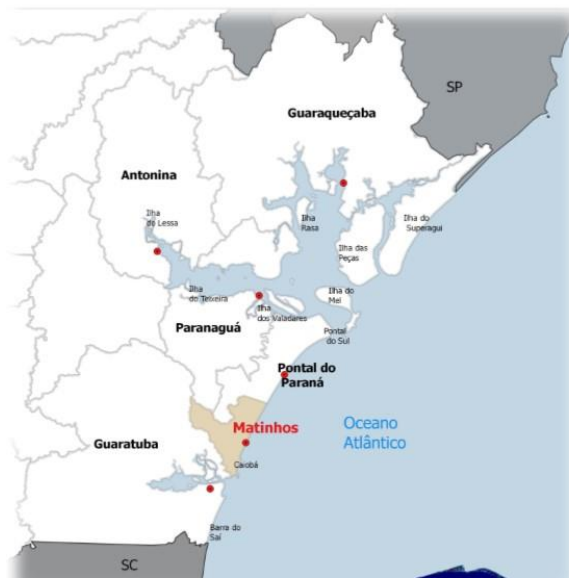 SP
Guaraqueçaba
Antonina
Ilha
do Lessa
Ilha
Rasa
Ilha do
Superagui
Ilha das
Peças
Ilha
do Teixeira
Ilha do
Mel
Ilha
dos Valadares
Paranaguá
Pontal
do Sul
Pontal do
Paraná
Matinhos
Oceano
Atlântico
Guaratuba
Caiobá
Barra do
Saí
SC